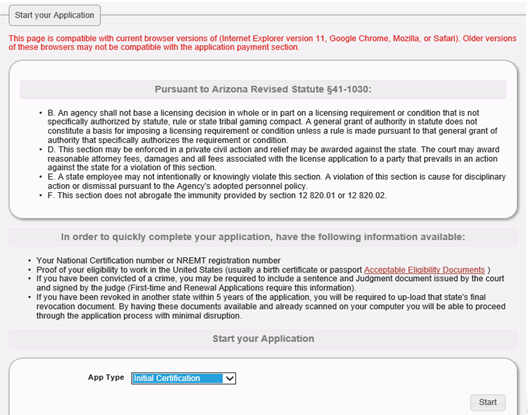 Start your Application
This page is compatible with current browser versions of (Internet Explorer version 11, Google Chrome, Mozilla, or Safari). Older versions
of these browsers may not be compatible with the application payment section.
Pursuant to Arizona Revised Statute §41-1030:
• B. An agency shall not base a licensing decision in whole or in part on a licensing requirement or condition that is not
specifically authorized by statute, rule or state tribal gaming compact. A general grant of authority in statute does not
constitute a basis for imposing a licensing requirement or condition unless a rule is made pursuant to that general grant of
authority that specifically authorizes the requirement or condition.
• D. This section may be enforced in a private civil action and relief may be awarded against the state. The court may award
reasonable attorney fees, damages and all fees associated with the license application to a party that prevails in an action
against the state for a violation of this section.
• E. A state employee may not intentionally or knowingly violate this section. A violation of this section is cause for disciplinary
action or dismissal pursuant to the Agency's adopted personnel policy.
• F. This section does not abrogate the immunity provided by section 12 820.01 or 12 820.02.
In order to quickly complete your application, have the following information available:
• Your National Certification number or NREMT registration number
• Proof of your eligibility to work in the United States (usually a birth certificate or passport Acceptable Eligibility Documents )
• If you have been convicted of a crime, you may be required to include a sentence and Judgment document issued by the court
and signed by the judge (First-time and Renewal Applications require this information).
• If you have been revoked in another state within 5 years of the application, you will be required to up-load that state's final
revocation document. By having these documents available and already scanned on your computer you will be able to proceed
through the application process with minimal disruption.
Start your Application
App Type Initial Certification
Start